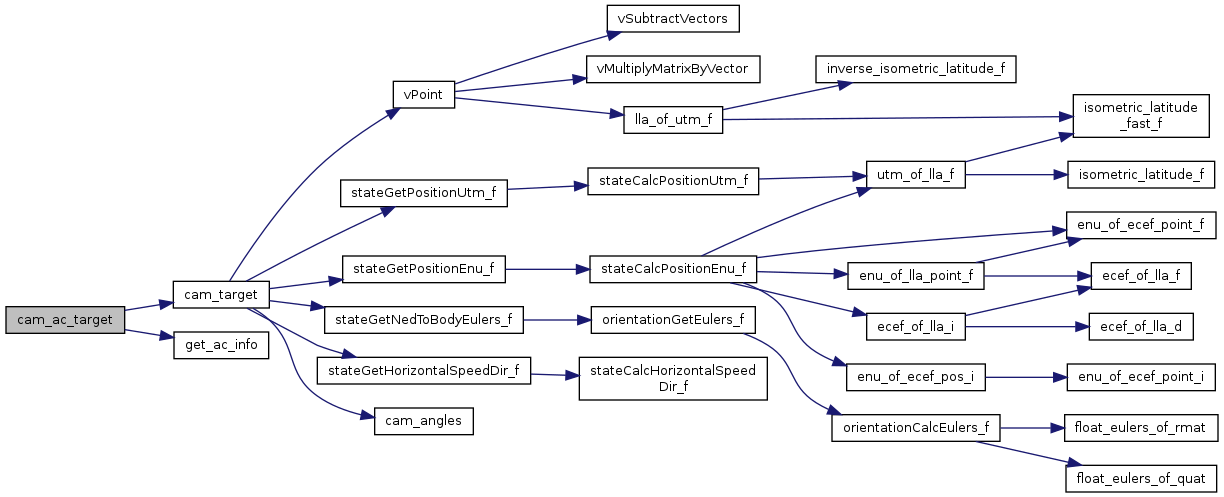 vSubtractVectors
vMultiplyMatrixByVector
inverse_isometric_latitude_f
vPoint
lla_of_utm_f
isometric_latitude
_fast_f
stateGetPositionUtm_f
stateCalcPositionUtm_f
utm_of_lla_f
isometric_latitude_f
enu_of_ecef_point_f
stateGetPositionEnu_f
stateCalcPositionEnu_f
enu_of_lla_point_f
ecef_of_lla_f
cam_ac_target
cam_target
stateGetNedToBodyEulers_f
orientationGetEulers_f
ecef_of_lla_i
ecef_of_lla_d
get_ac_info
stateGetHorizontalSpeedDir_f
stateCalcHorizontalSpeed
Dir_f
enu_of_ecef_pos_i
enu_of_ecef_point_i
cam_angles
orientationCalcEulers_f
float_eulers_of_rmat
float_eulers_of_quat